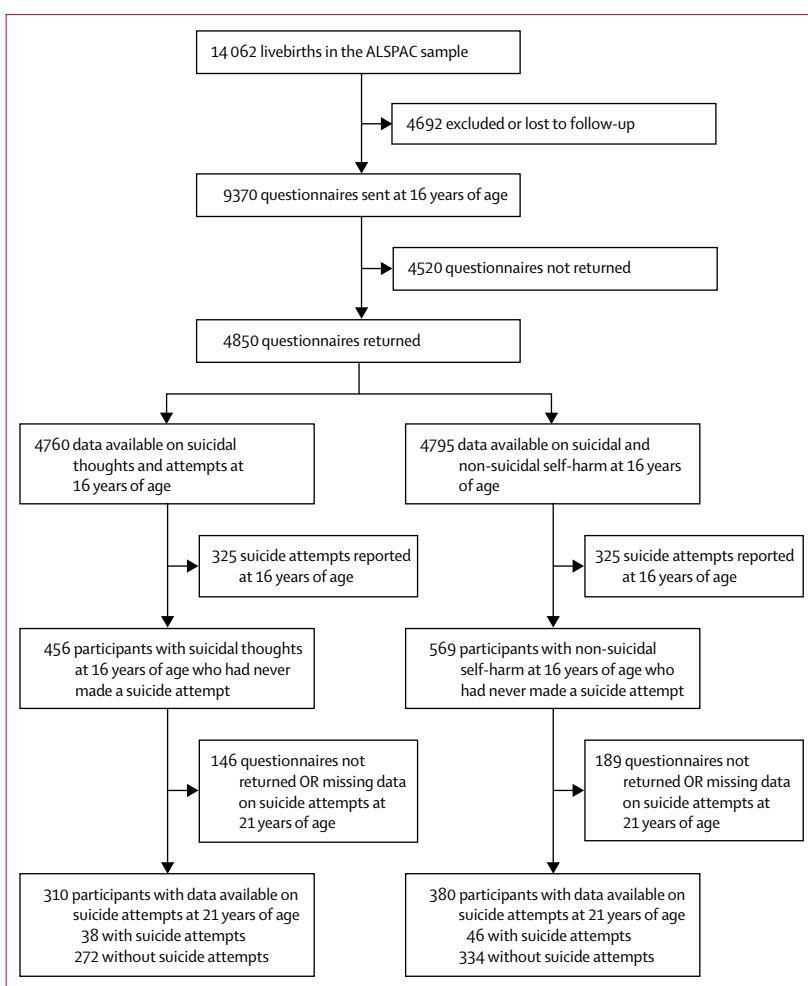 14 062 livebirths in the ALSPAC sample
4692 excluded or lost to follow-up
9370 questionnaires sent at 16 years of age
4520 questionnaires not returned
4850 questionnaires returned
4760 data available on suicidal
thoughts and attempts at
16 years of age
4795 data available on suicidal and
non-suicidal self-harm at 16 years
of age
325 suicide attempts reported
at 16 years of age
325 suicide attempts reported
at 16 years of age
456 participants with suicidal thoughts
at 16 years of age who had never
made a suicide attempt
569 participants with non-suicidal
self-harm at 16 years of age who
had never made a suicide attempt
146 questionnaires not
returned OR missing data
on suicide attempts at
21 years of age
189 questionnaires not
returned OR missing data
on suicide attempts at
21 years of age
310 participants with data available on
suicide attempts at 21 years of age
38 with suicide attempts
272 without suicide attempts
380 participants with data available on
suicide attempts at 21 years of age
46 with suicide attempts
334 without suicide attempts